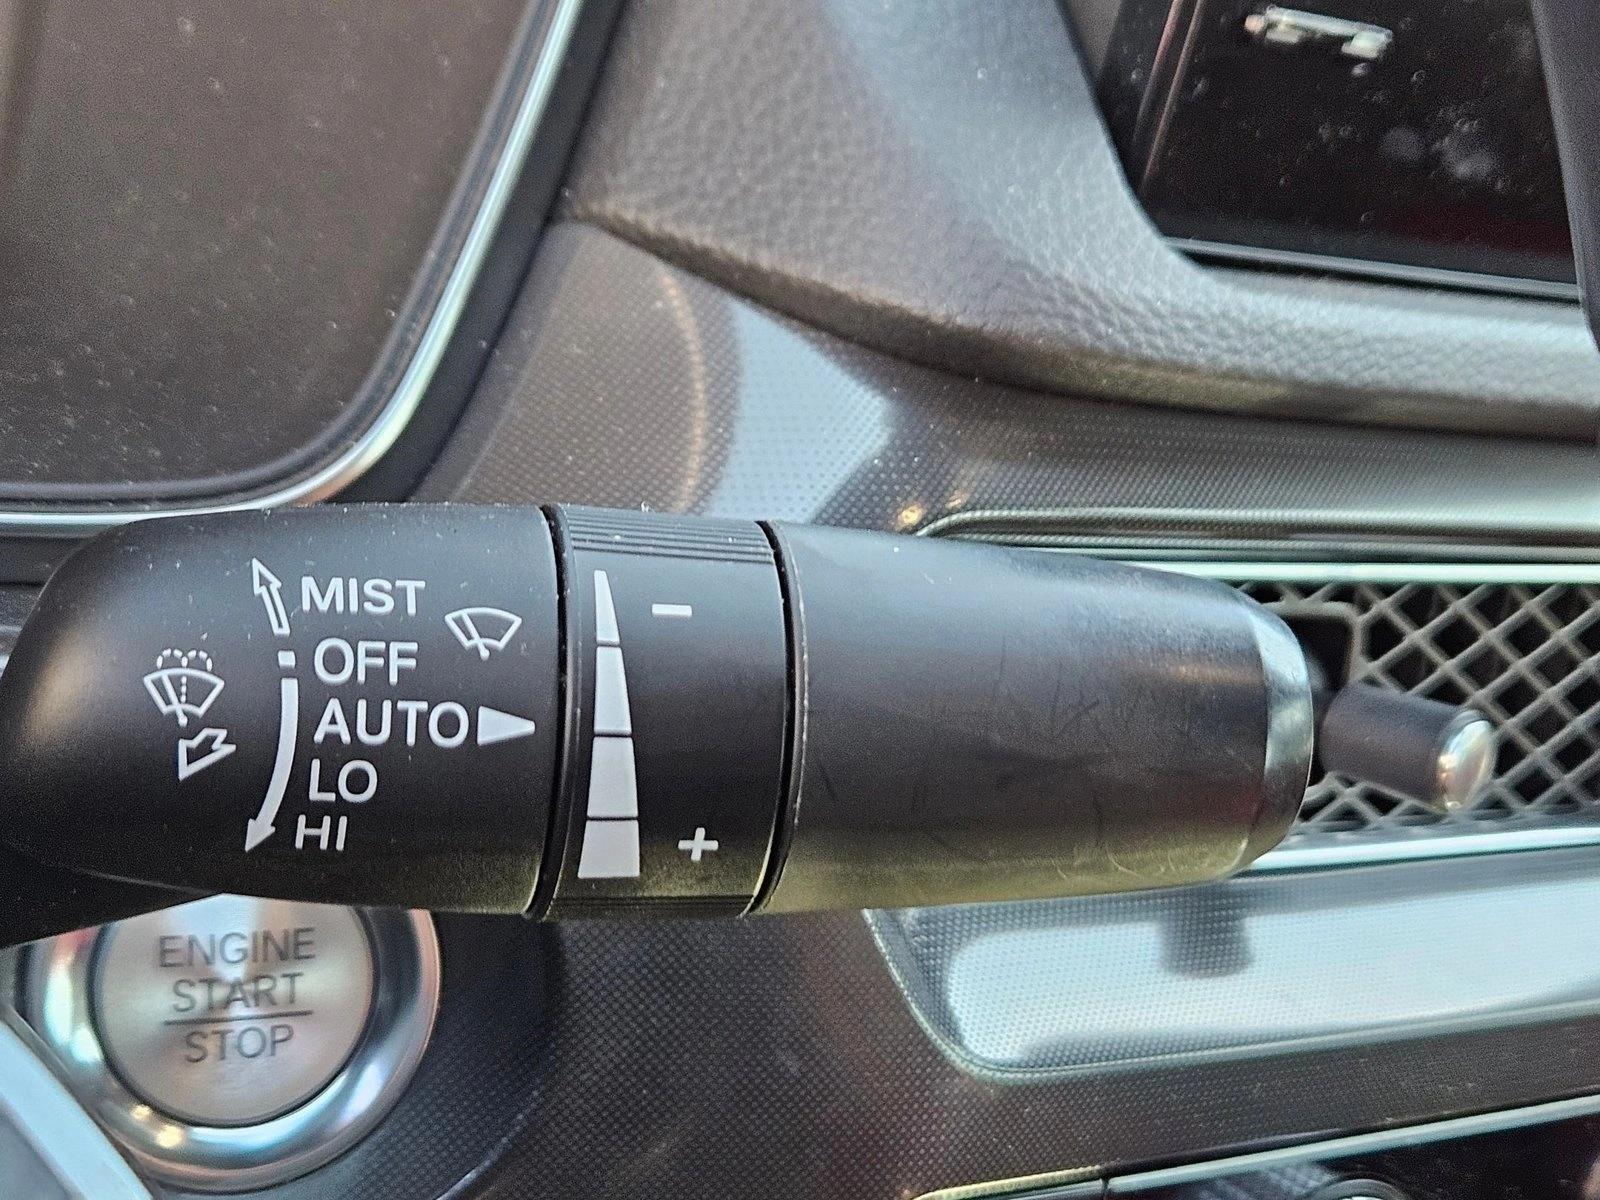 MIST
OFF
AUTO
LO
HI
−
+
ENGINE
START
STOP